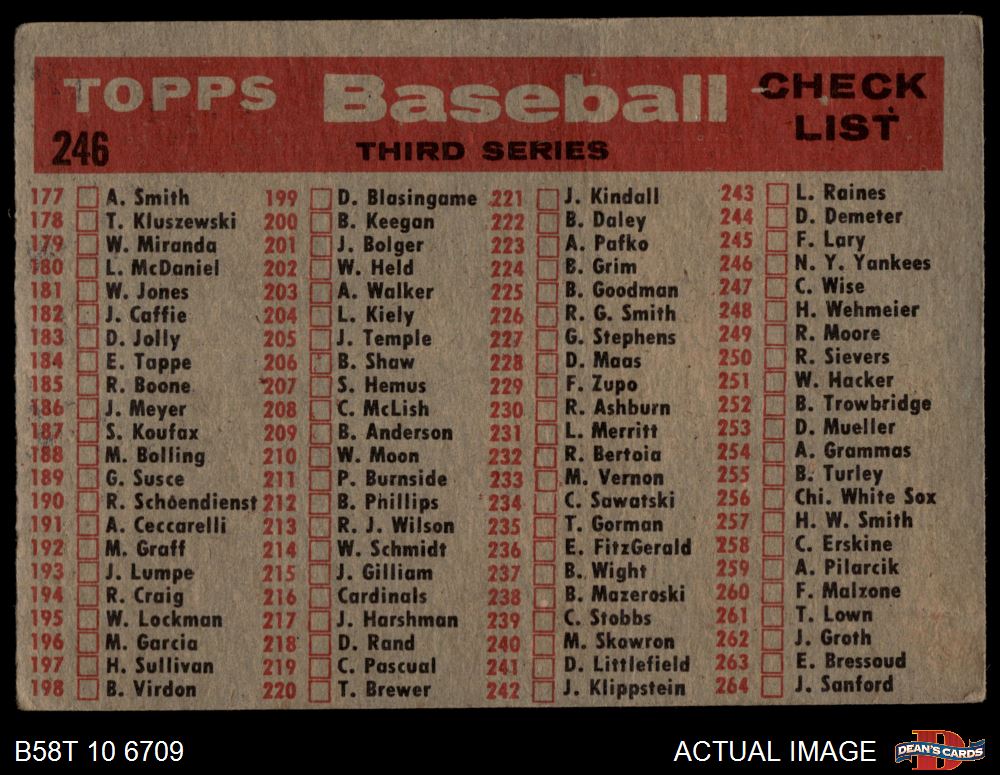 TOPPS Baseball CHECK LIST
246 THIRD SERIES
177 A. Smith
178 T. Kluszewski
179 W. Miranda
180 L. McDaniel
181 W. Jones
182 J. Caffie
183 D. Jolly
184 E. Tappe
185 R. Boone
186 J. Meyer
187 S. Koufax
188 M. Bolling
189 G. Susce
190 R. Schoendienst
191 A. Ceccarelli
192 M. Graff
193 J. Lumpe
194 R. Craig
195 W. Lockman
196 M. Garcia
197 H. Sullivan
198 B. Virdon
199 D. Blasingame
200 B. Keegan
201 J. Bolger
202 W. Held
203 A. Walker
204 L. Kiely
205 J. Temple
206 B. Shaw
207 S. Hemus
208 C. McLish
209 B. Anderson
210 W. Moon
211 P. Burnside
212 B. Phillips
213 R. J. Wilson
214 W. Schmidt
215 J. Gilliam
216 Cardinals
217 J. Harshman
218 D. Rand
219 C. Pascual
220 T. Brewer
221 J. Kindall
222 B. Daley
223 A. Pafko
224 B. Grim
225 B. Goodman
226 R. G. Smith
227 G. Stephens
228 D. Maas
229 F. Zupo
230 R. Ashburn
231 L. Merritt
232 R. Bertoia
233 M. Vernon
234 C. Sawatski
235 T. Gorman
236 E. FitzGerald
237 B. Wight
238 B. Mazeroski
239 C. Stobbs
240 M. Skowron
241 D. Littlefield
242 J. Klippstein
243 L. Raines
244 D. Demeter
245 F. Lary
246 N. Y. Yankees
247 C. Wise
248 H. Wehmeier
249 R. Moore
250 R. Sievers
251 W. Hacker
252 B. Trowbridge
253 D. Mueller
254 A. Grammas
255 B. Turley
256 Chi. White Sox
257 H. W. Smith
258 C. Erskine
259 A. Pilarcik
260 F. Malzone
261 T. Lown
262 J. Groth
263 E. Bressoud
264 J. Sanford
B58T 10 6709
ACTUAL IMAGE
DEAN'S CARDS